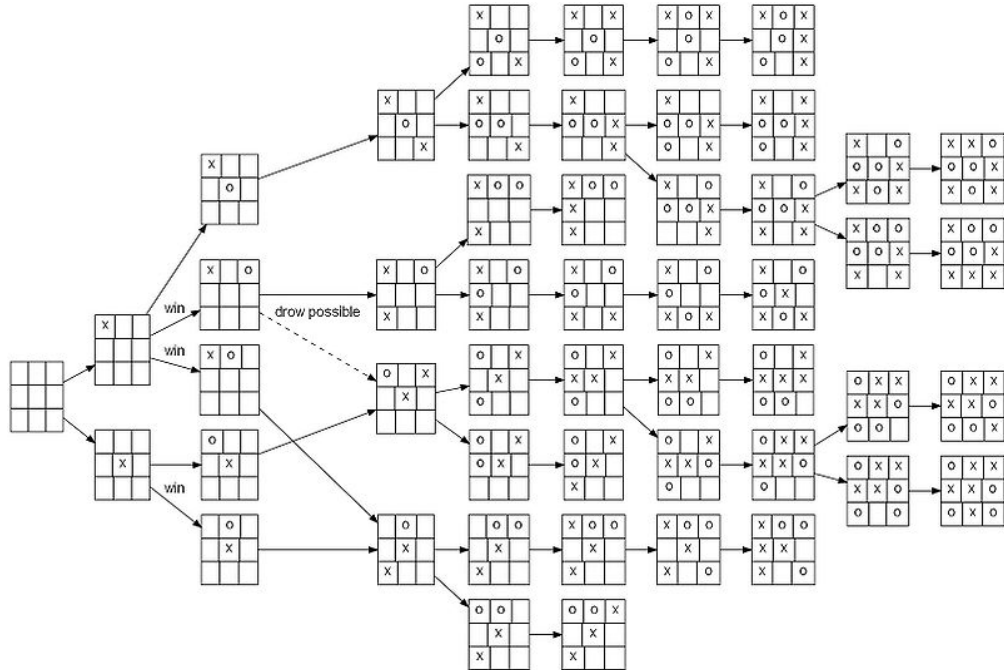 X X X O X X O X
O O O O X
O X O X O X O X
X X X X X X X
O O O O O X O O X O O X
X X X O X O X
X O X X O
X O O X O O X
O X O O X O O X O X O
X O X X O X
X O O X O O X
X X X X X X
X O O X O O
O O X O O X
X O X O X O X O X O X O
X X X X X
O O O O X
win
drow possible
X X X X O X X O X
X
win
X O O X O X O X O X
O X
X X X X X X X X
O X X O X X
X
O O O O O O
X X O X X O
O O O O X
O O X O X O X O X X
X X O X O X X X O X X O
O X X O X X
win
X O O
X X O X X O
O O X O O
O O O O X O O X O O X O O
X X X X X X X
X X X X O X O
O O O O X
X X
X X